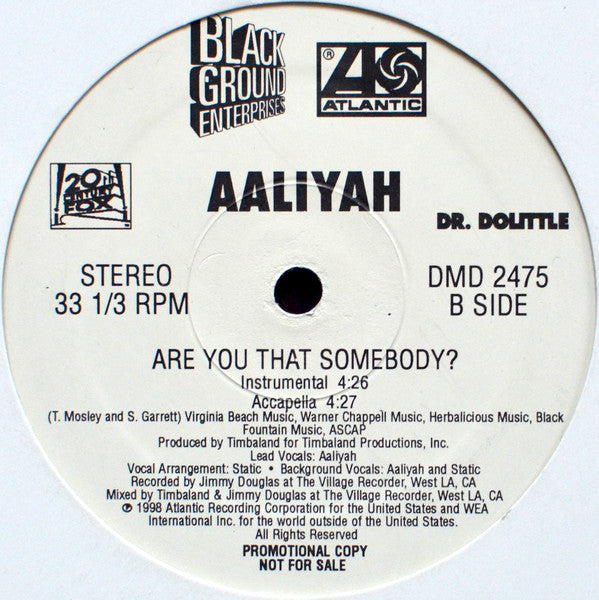 BLACK
GROUND
ENTERPRISES
®
A
ATLANTIC
20th
CENTURY
FOX
AALIYAH
DR. DOLITTLE
STEREO
33 1/3 RPM
DMD 2475
B SIDE
ARE YOU THAT SOMEBODY?
Instrumental 4:26
Accapella 4:27
(T. Mosley and S. Garrett) Virginia Beach Music, Warner Chappell Music, Herbalicious Music, Black
Fountain Music, ASCAP
Produced by Timbaland for Timbaland Productions, Inc.
Lead Vocals: Aaliyah
Vocal Arrangement: Static • Background Vocals: Aaliyah and Static
Recorded by Jimmy Douglas at The Village Recorder, West LA, CA
Mixed by Timbaland & Jimmy Douglas at The Village Recorder, West LA, CA
℗ 1998 Atlantic Recording Corporation for the United States and WEA
International Inc. for the world outside of the United States.
All Rights Reserved
PROMOTIONAL COPY
NOT FOR SALE